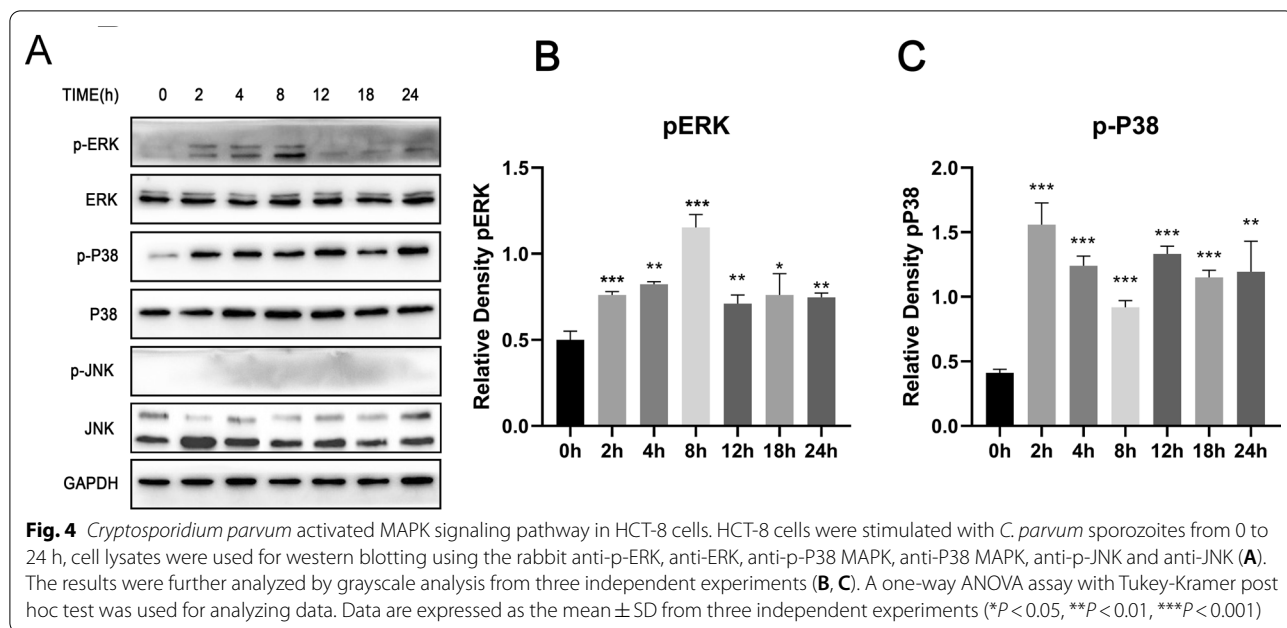 A
TIME(h) 0 2 4 8 12 18 24
p-ERK
ERK
p-P38
P38
p-JNK
JNK
GAPDH
B
pERK
Relative Density pERK
1.5
1.0
0.5
0.0
*** ** *** ** * **
0h 2h 4h 8h 12h 18h 24h
C
p-P38
Relative Density pP38
2.0
1.5
1.0
0.5
0.0
*** *** *** *** *** **
0h 2h 4h 8h 12h 18h 24h
Fig. 4 Cryptosporidium parvum activated MAPK signaling pathway in HCT-8 cells. HCT-8 cells were stimulated with C. parvum sporozoites from 0 to
24 h, cell lysates were used for western blotting using the rabbit anti-p-ERK, anti-ERK, anti-p-P38 MAPK, anti-P38 MAPK, anti-p-JNK and anti-JNK (A).
The results were further analyzed by grayscale analysis from three independent experiments (B, C). A one-way ANOVA assay with Tukey-Kramer post
hoc test was used for analyzing data. Data are expressed as the mean ± SD from three independent experiments (*P < 0.05, **P < 0.01, ***P < 0.001)